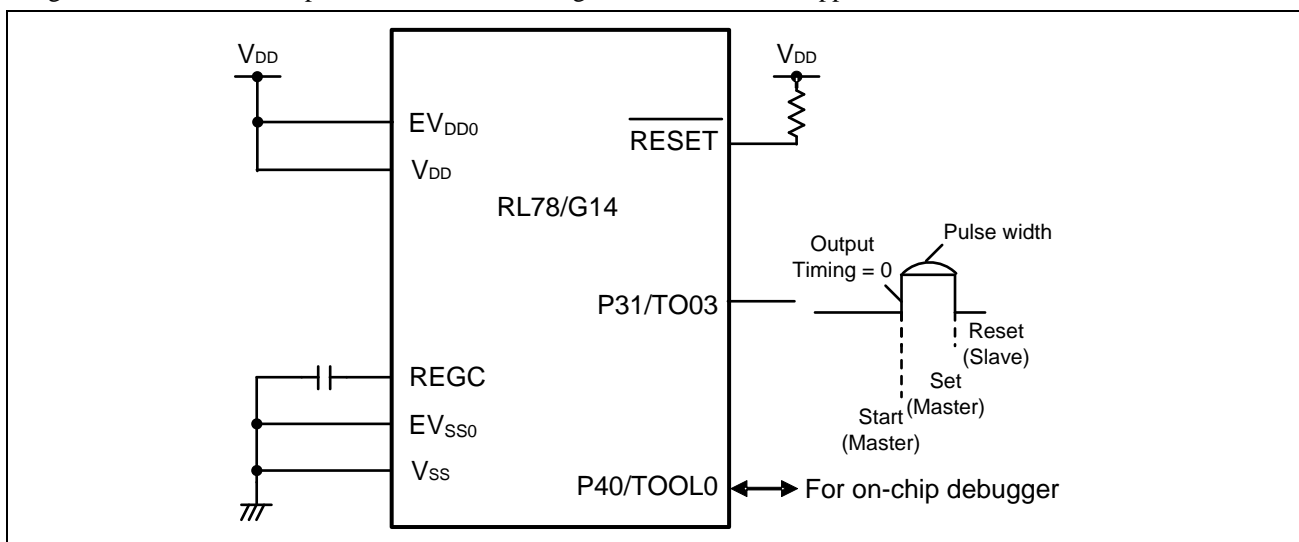 VDD
EVDD0
VDD
REGC
EVSS0
VSS
RL78/G14
VDD
RESET
P31/TO03
P40/TOOL0
For on-chip debugger
Output
Timing = 0
Pulse width
Reset
(Slave)
Set
(Master)
Start
(Master)